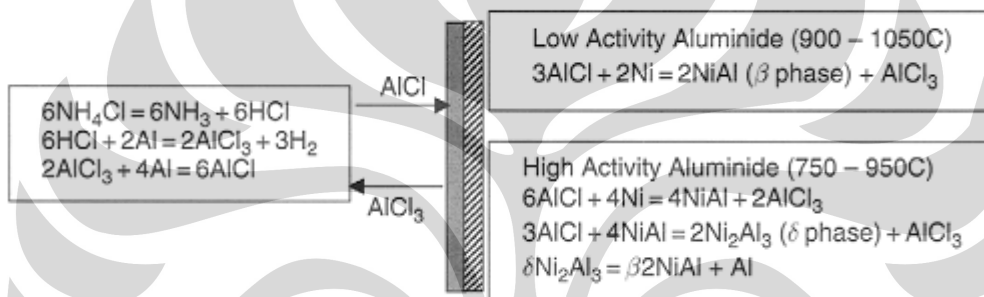 6NH₄Cl = 6NH₃ + 6HCl
6HCl + 2Al = 2AlCl₃ + 3H₂
2AlCl₃ + 4Al = 6AlCl
AlCl
AlCl₃
Low Activity Aluminide (900 – 1050C)
3AlCl + 2Ni = 2NiAl (β phase) + AlCl₃
High Activity Aluminide (750 – 950C)
6AlCl + 4Ni = 4NiAl + 2AlCl₃
3AlCl + 4NiAl = 2Ni₂Al₃ (δ phase) + AlCl₃
δNi₂Al₃ = β2NiAl + Al